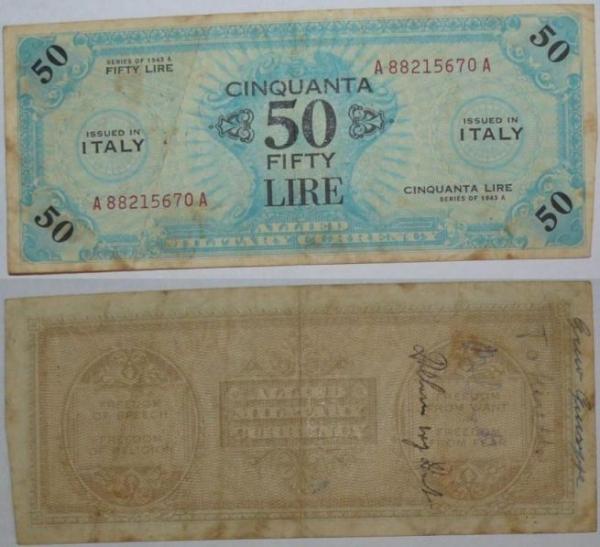 50
SERIES OF 1943 A
FIFTY LIRE
A 88215670 A
50
CINQUANTA
50
FIFTY
LIRE
ISSUED IN
ITALY
ISSUED IN
ITALY
A 88215670 A
CINQUANTA LIRE
SERIES OF 1943 A
50
50
ALLIED
MILITARY CURRENCY
FREEDOM
OF SPEECH
FREEDOM
OF RELIGION
ALLIED
MILITARY
CURRENCY
FREEDOM
FROM WANT
FREEDOM
FROM FEAR